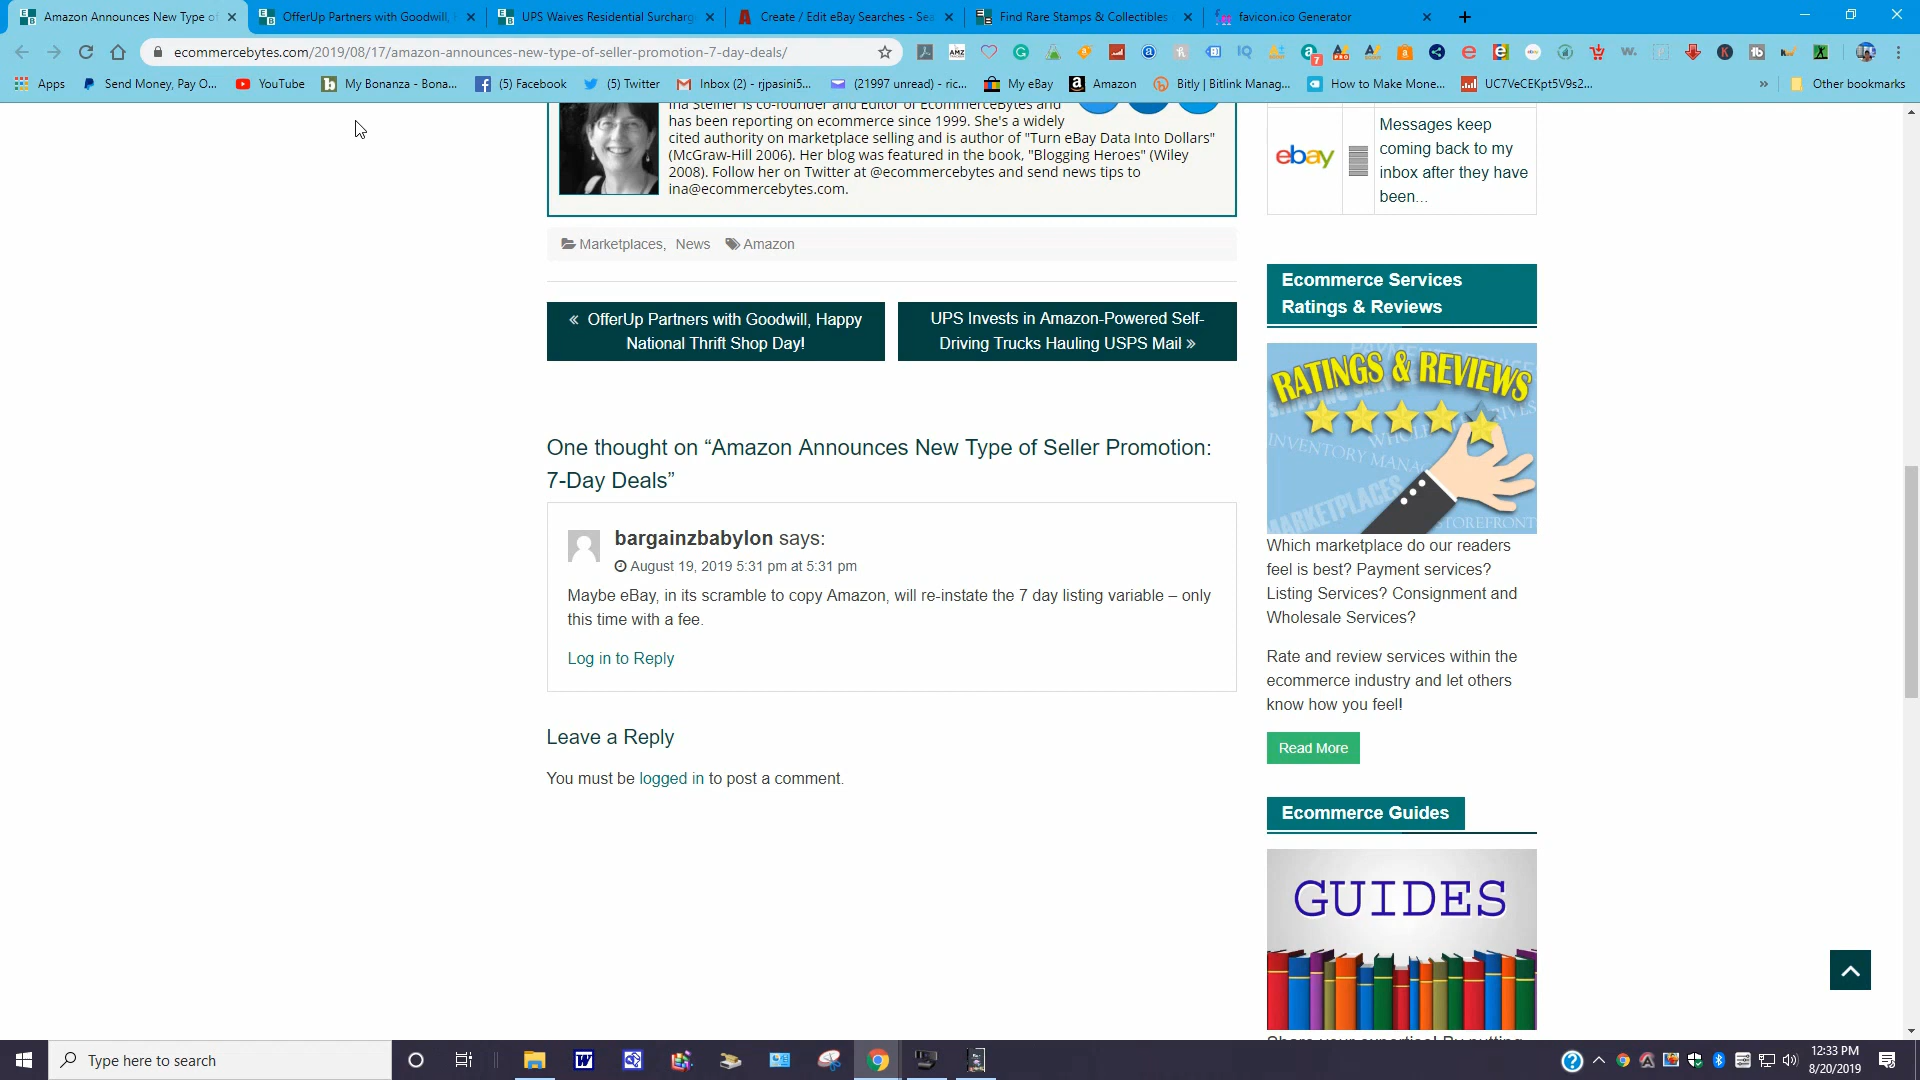 Amazon Announces New Type of
OfferUp Partners with Goodwill,
UPS Waives Residential Surcharg
Create / Edit eBay Searches - Sea
Find Rare Stamps & Collectibles
favicon.ico Generator
ecommercebytes.com/2019/08/17/amazon-announces-new-type-of-seller-promotion-7-day-deals/
Apps
Send Money, Pay O...
YouTube
My Bonanza - Bona...
(5) Facebook
(5) Twitter
Inbox (2) - rjpasini5...
(21997 unread) - ric...
My eBay
Amazon
Bitly | Bitlink Manag...
How to Make Mone...
UC7VeCEKpt5V9s2...
»
Other bookmarks
Ina Steiner is co-founder and Editor of EcommerceBytes and
has been reporting on ecommerce since 1999. She's a widely
cited authority on marketplace selling and is author of "Turn eBay Data Into Dollars"
(McGraw-Hill 2006). Her blog was featured in the book, "Blogging Heroes" (Wiley
2008). Follow her on Twitter at @ecommercebytes and send news tips to
ina@ecommercebytes.com.
Marketplaces, News Amazon
« OfferUp Partners with Goodwill, Happy
National Thrift Shop Day!
UPS Invests in Amazon-Powered Self-
Driving Trucks Hauling USPS Mail »
One thought on “Amazon Announces New Type of Seller Promotion:
7-Day Deals”
bargainzbabylon says:
August 19, 2019 5:31 pm at 5:31 pm
Maybe eBay, in its scramble to copy Amazon, will re-instate the 7 day listing variable – only
this time with a fee.
Log in to Reply
Leave a Reply
You must be logged in to post a comment.
ebay
Messages keep
coming back to my
inbox after they have
been...
Ecommerce Services
Ratings & Reviews
RATINGS & REVIEWS
INVENTORY MANA
MARKETPLACES
STOREFRONT
Which marketplace do our readers
feel is best? Payment services?
Listing Services? Consignment and
Wholesale Services?
Rate and review services within the
ecommerce industry and let others
know how you feel!
Read More
Ecommerce Guides
GUIDES
Type here to search
12:33 PM
8/20/2019